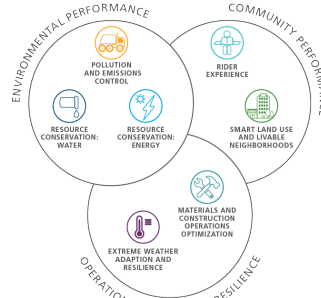 ENVIRONMENTAL PERFORMANCE
COMMUNITY
POLLUTION
AND EMISSIONS
CONTROL
RIDER
EXPERIENCE
RESOURCE
CONSERVATION:
WATER
RESOURCE
CONSERVATION:
ENERGY
SMART LAND USE
AND LIVABLE
NEIGHBORHOODS
MATERIALS AND
CONSTRUCTION
OPERATIONS
OPTIMIZATION
EXTREME WEATHER
ADAPTION AND
RESILIENCE
RESILIENCE